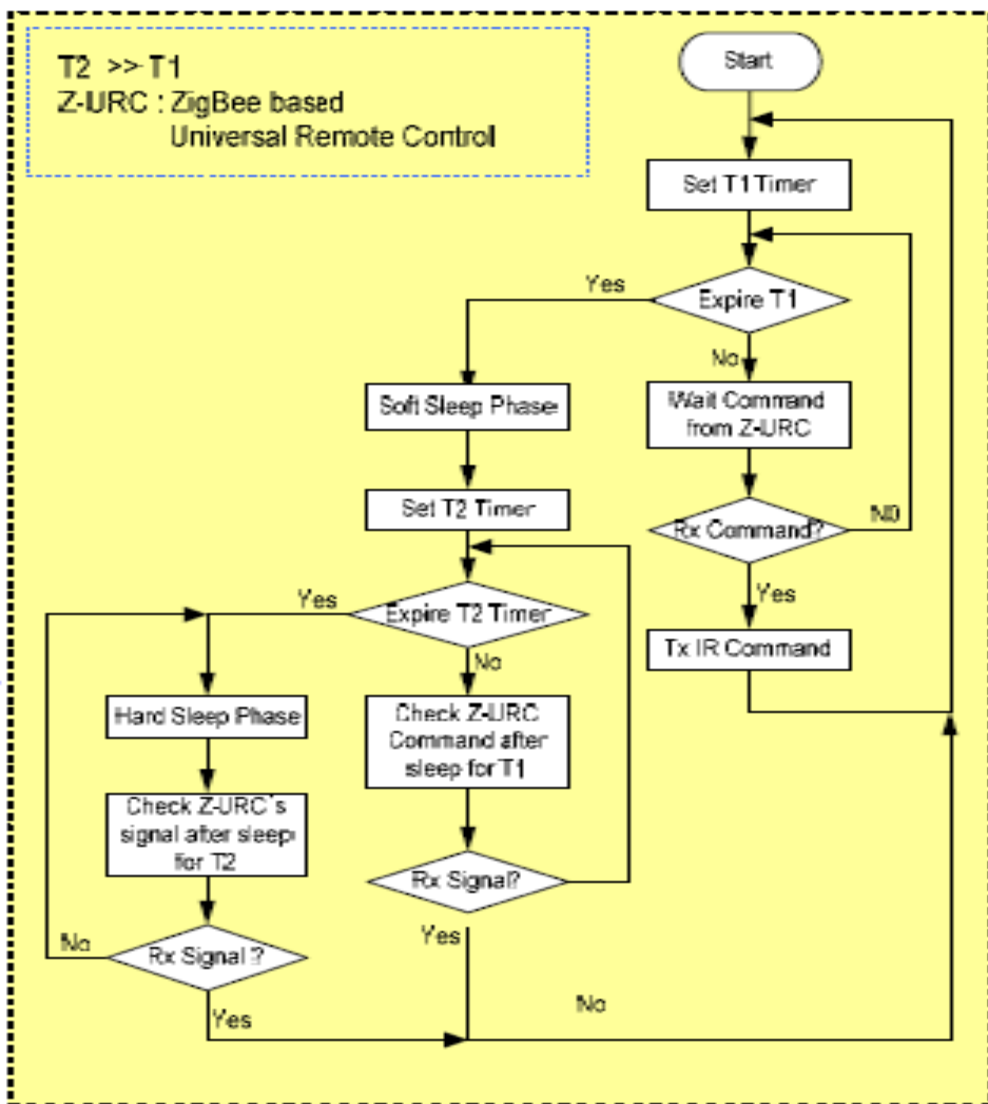 T2 >> T1
Z-URC : ZigBee based
Universal Remote Control
Start
Set T1 Timer
Expire T1
Yes
No
Wait Command
from Z-URC
Rx Command?
N0
Yes
Tx IR Command
Soft Sleep Phase
Set T2 Timer
Expire T2 Timer
Yes
No
Check Z-URC
Command after
sleep for T1
Rx Signal?
Yes
No
Hard Sleep Phase
Check Z-URC`s
signal after sleep
for T2
Rx Signal ?
No
Yes